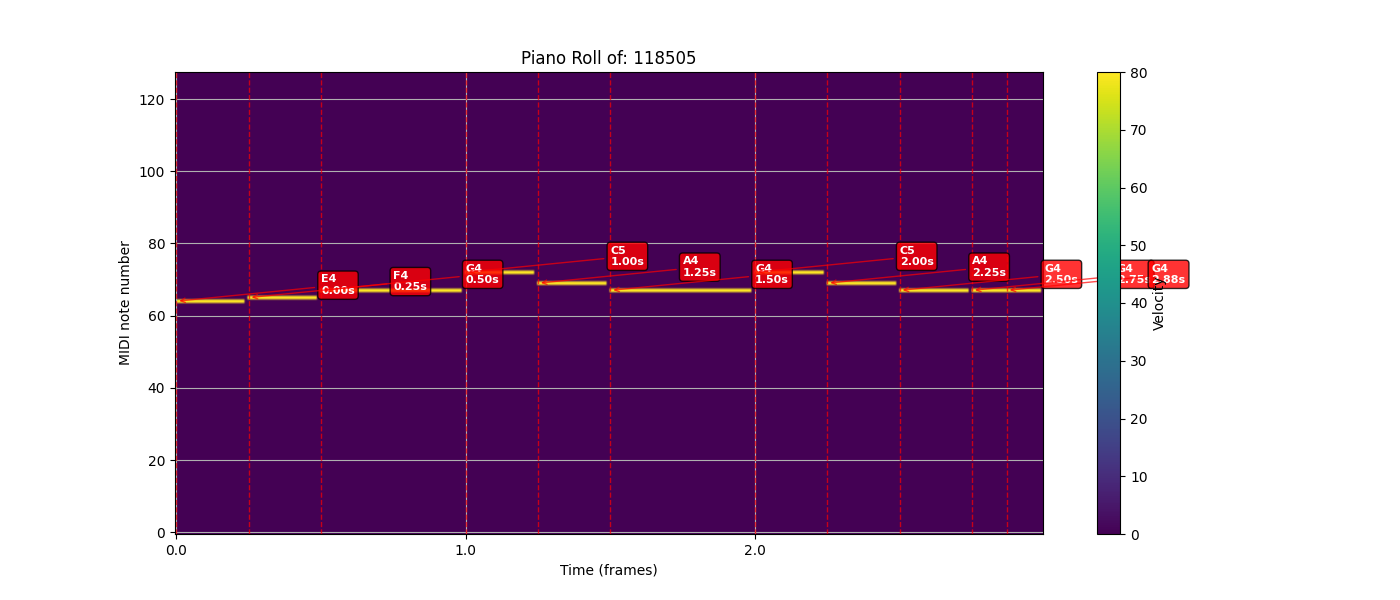 Piano Roll of: 118505
120
100
80
60
40
20
0
MIDI note number
E4
0.00s
F4
0.25s
G4
0.50s
C5
1.00s
A4
1.25s
G4
1.50s
C5
2.00s
A4
2.25s
G4
2.50s
G4
2.75s
G4
2.88s
0.0
1.0
2.0
Time (frames)
80
70
60
50
40
30
20
10
0
Velocity